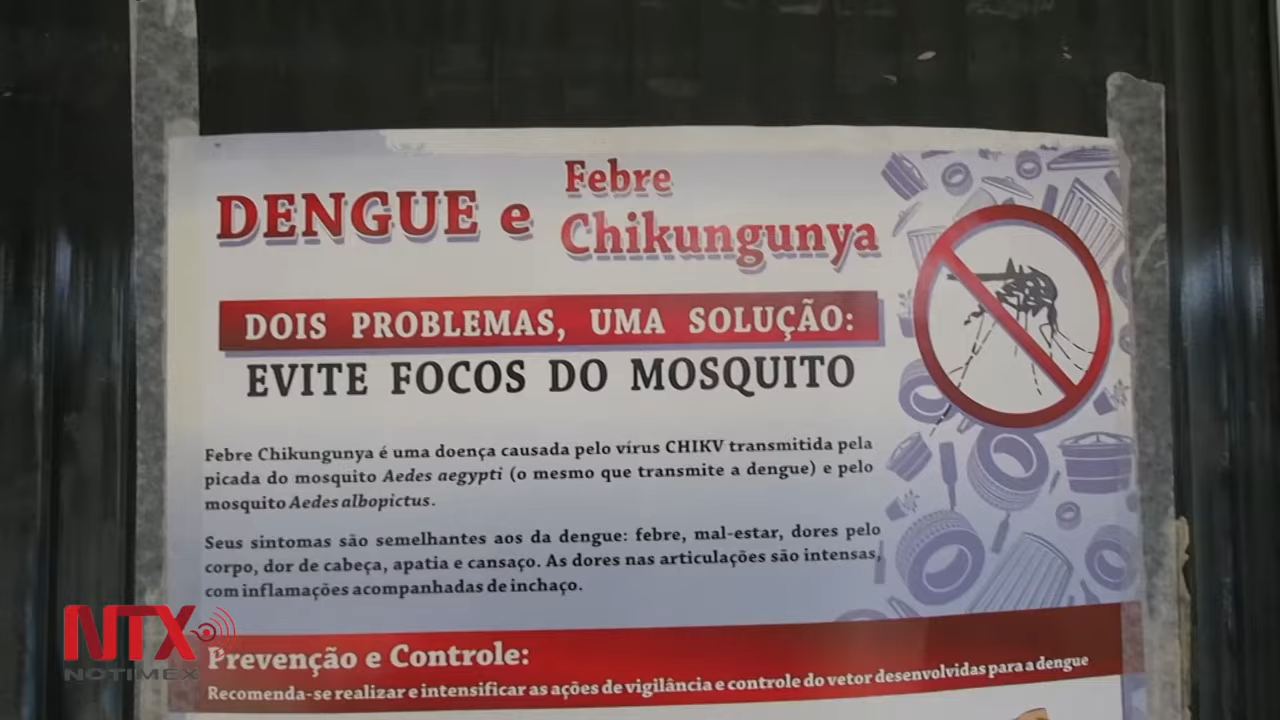 DENGUE e Febre Chikungunya
DOIS PROBLEMAS, UMA SOLUÇÃO:
EVITE FOCOS DO MOSQUITO
Febre Chikungunya é uma doença causada pelo vírus CHIKV transmitida pela
picada do mosquito Aedes aegypti (o mesmo que transmite a dengue) e pelo
mosquito Aedes albopictus.
Seus sintomas são semelhantes aos da dengue: febre, mal-estar, dores pelo
corpo, dor de cabeça, apatia e cansaço. As dores nas articulações são intensas,
com inflamações acompanhadas de inchaço.
Prevenção e Controle:
Recomenda-se realizar e intensificar as ações de vigilância e controle do vetor desenvolvidas para a dengue
NTX
NOTIMEX